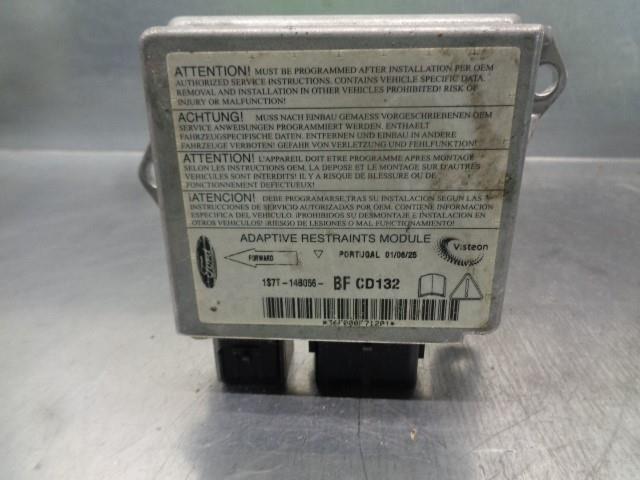 ATTENTION! MUST BE PROGRAMMED AFTER INSTALLATION PER OEM
AUTHORIZED SERVICE INSTRUCTIONS. CONTAINS VEHICLE SPECIFIC DATA.
REMOVAL AND INSTALLATION IN OTHER VEHICLES PROHIBITED! RISK OF
INJURY OR MALFUNCTION!
ACHTUNG! MUSS NACH EINBAU GEMAESS VORGESCHRIEBENEN OEM
SERVICE ANWEISUNGEN PROGRAMMIERT WERDEN. ENTHAELT
FAHRZEUGSPEZIFISCHE DATEN. ENTFERNEN UND EINBAU IN ANDERE
FAHRZEUGE VERBOTEN! GEFAHR VON VERLETZUNG UND FEHLFUNKTION!
ATTENTION! L'APPAREIL DOIT ETRE PROGRAMME APRES MONTAGE
SELON LES INSTRUCTIONS OEM. LA DEPOSE ET LE MONTAGE SUR D'AUTRES
VEHICULES SONT INTERDITS! IL Y A RISQUE DE BLESSURE OU DE
FONCTIONNEMENT DEFECTUEUX!
¡ATENCION! DEBE PROGRAMARSE,TRAS SU INSTALACION SEGUN LAS
INSTRUCCIONES DE SERVICIO AUTORIZADAS POR OEM. CONTIENE INFORMACION
ESPECIFICA DEL VEHICULO. ¡PROHIBIDO SU DESMONTAJE E INSTALACION EN
OTROS VEHICULOS! ¡RIESGO DE LESIONES O MAL FUNCIONAMIENTO!
ADAPTIVE RESTRAINTS MODULE
Visteon
Ford
FORWARD
PORTUGAL 01/06/25
1S7T-14B056- BF CD132